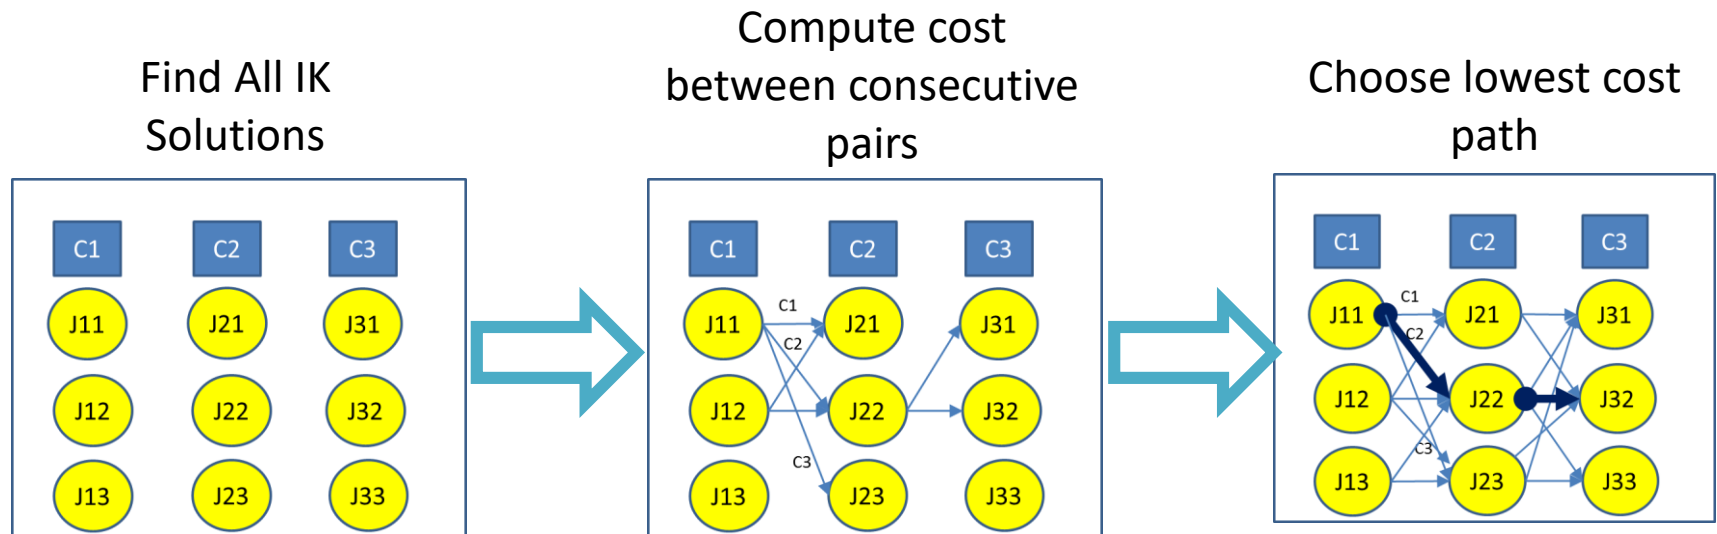 Find All IK
Solutions
C1 C2 C3
J11 J21 J31
J12 J22 J32
J13 J23 J33
Compute cost
between consecutive
pairs
C1 C2 C3
C1
J11 J21 J31
C2
J12 J22 J32
C3
J13 J23 J33
Choose lowest cost
path
C1 C2 C3
C1
J11 J21 J31
C2
J12 J22 J32
C3
J13 J23 J33